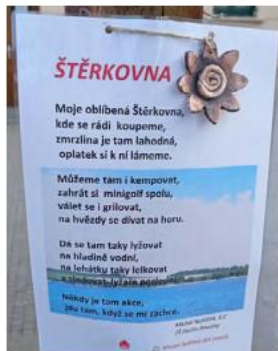 ŠTĚRKOVNA
Moje oblíbená Štěrkovna,
kde se rádi koupeme,
zmrzlina je tam lahodná,
oplatek si k ní lámeme.
Můžeme tam i kempovat,
zahrát si minigolf spolu,
válet se i grilovat,
na hvězdy se dívat na horu.
Dá se tam taky lyžovat
na hladině vodní,
na lehátku taky lelkovat
Někdy je tam akce,
jdu tam, když se mi zachce.